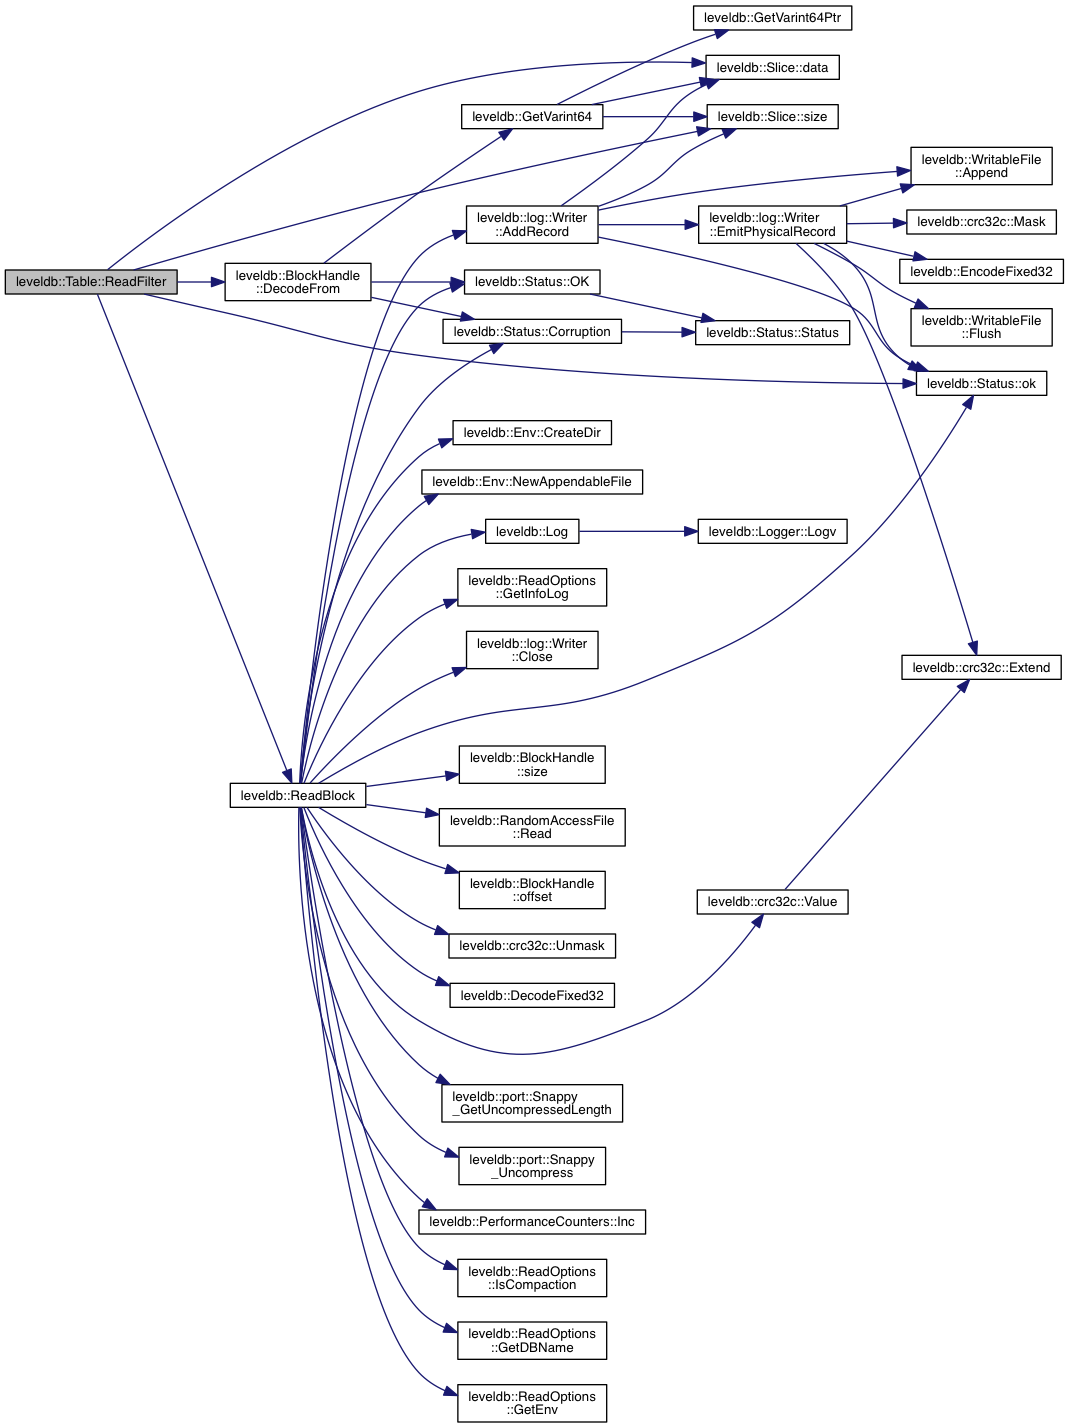 leveldb::GetVarint64Ptr
leveldb::Slice::data
leveldb::GetVarint64
leveldb::Slice::size
leveldb::WritableFile
::Append
leveldb::log::Writer
::AddRecord
leveldb::log::Writer
::EmitPhysicalRecord
leveldb::crc32c::Mask
leveldb::EncodeFixed32
leveldb::Table::ReadFilter
leveldb::BlockHandle
::DecodeFrom
leveldb::Status::OK
leveldb::WritableFile
::Flush
leveldb::Status::Corruption
leveldb::Status::Status
leveldb::Status::ok
leveldb::Env::CreateDir
leveldb::Env::NewAppendableFile
leveldb::Log
leveldb::Logger::Logv
leveldb::ReadOptions
::GetInfoLog
leveldb::log::Writer
::Close
leveldb::crc32c::Extend
leveldb::BlockHandle
::size
leveldb::ReadBlock
leveldb::RandomAccessFile
::Read
leveldb::BlockHandle
::offset
leveldb::crc32c::Value
leveldb::crc32c::Unmask
leveldb::DecodeFixed32
leveldb::port::Snappy
_GetUncompressedLength
leveldb::port::Snappy
_Uncompress
leveldb::PerformanceCounters::Inc
leveldb::ReadOptions
::IsCompaction
leveldb::ReadOptions
::GetDBName
leveldb::ReadOptions
::GetEnv